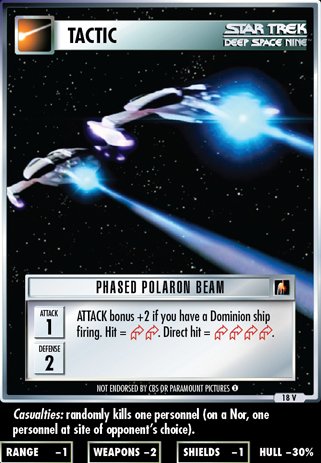 TACTIC
STAR TREK
DEEP SPACE NINE
PHASED POLARON BEAM
ATTACK
1
DEFENSE
2
ATTACK bonus +2 if you have a Dominion ship
firing. Hit = . Direct hit = .
NOT ENDORSED BY CBS OR PARAMOUNT PICTURES
18 V
Casualties: randomly kills one personnel (on a Nor, one
personnel at site of opponent's choice).
RANGE –1 WEAPONS –2 SHIELDS –1 HULL –30%